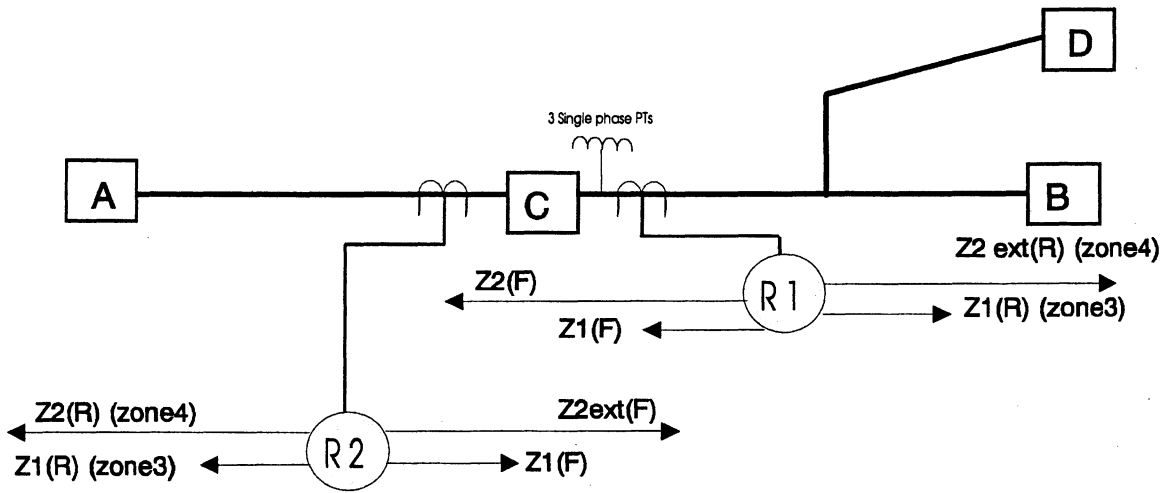 D
3 Single phase PTs
A
C
B
Z2 ext(R) (zone4)
Z2(F)
R1
Z1(R) (zone3)
Z1(F)
Z2(R) (zone4)
Z2ext(F)
R2
Z1(R) (zone3)
Z1(F)